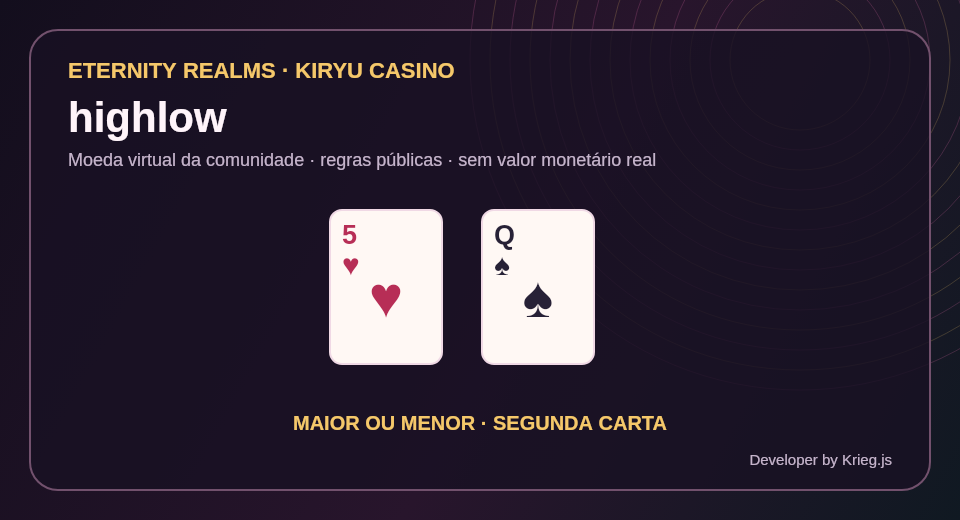 ETERNITY REALMS · KIRYU CASINO
highlow
Moeda virtual da comunidade · regras públicas · sem valor monetário real
5 Q
♥ ♠
♥ ♠
MAIOR OU MENOR · SEGUNDA CARTA
Developer by Krieg.js